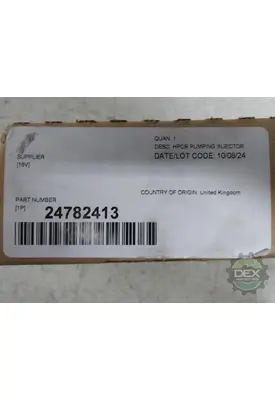 QUAN. 1
DESC: HPCR PUMPING INJECTOR
SUPPLIER
DATE/LOT CODE: 10/08/24
[16V]
COUNTRY OF ORIGIN: United Kingdom
PART NUMBER
[1P] 24782413
DEX